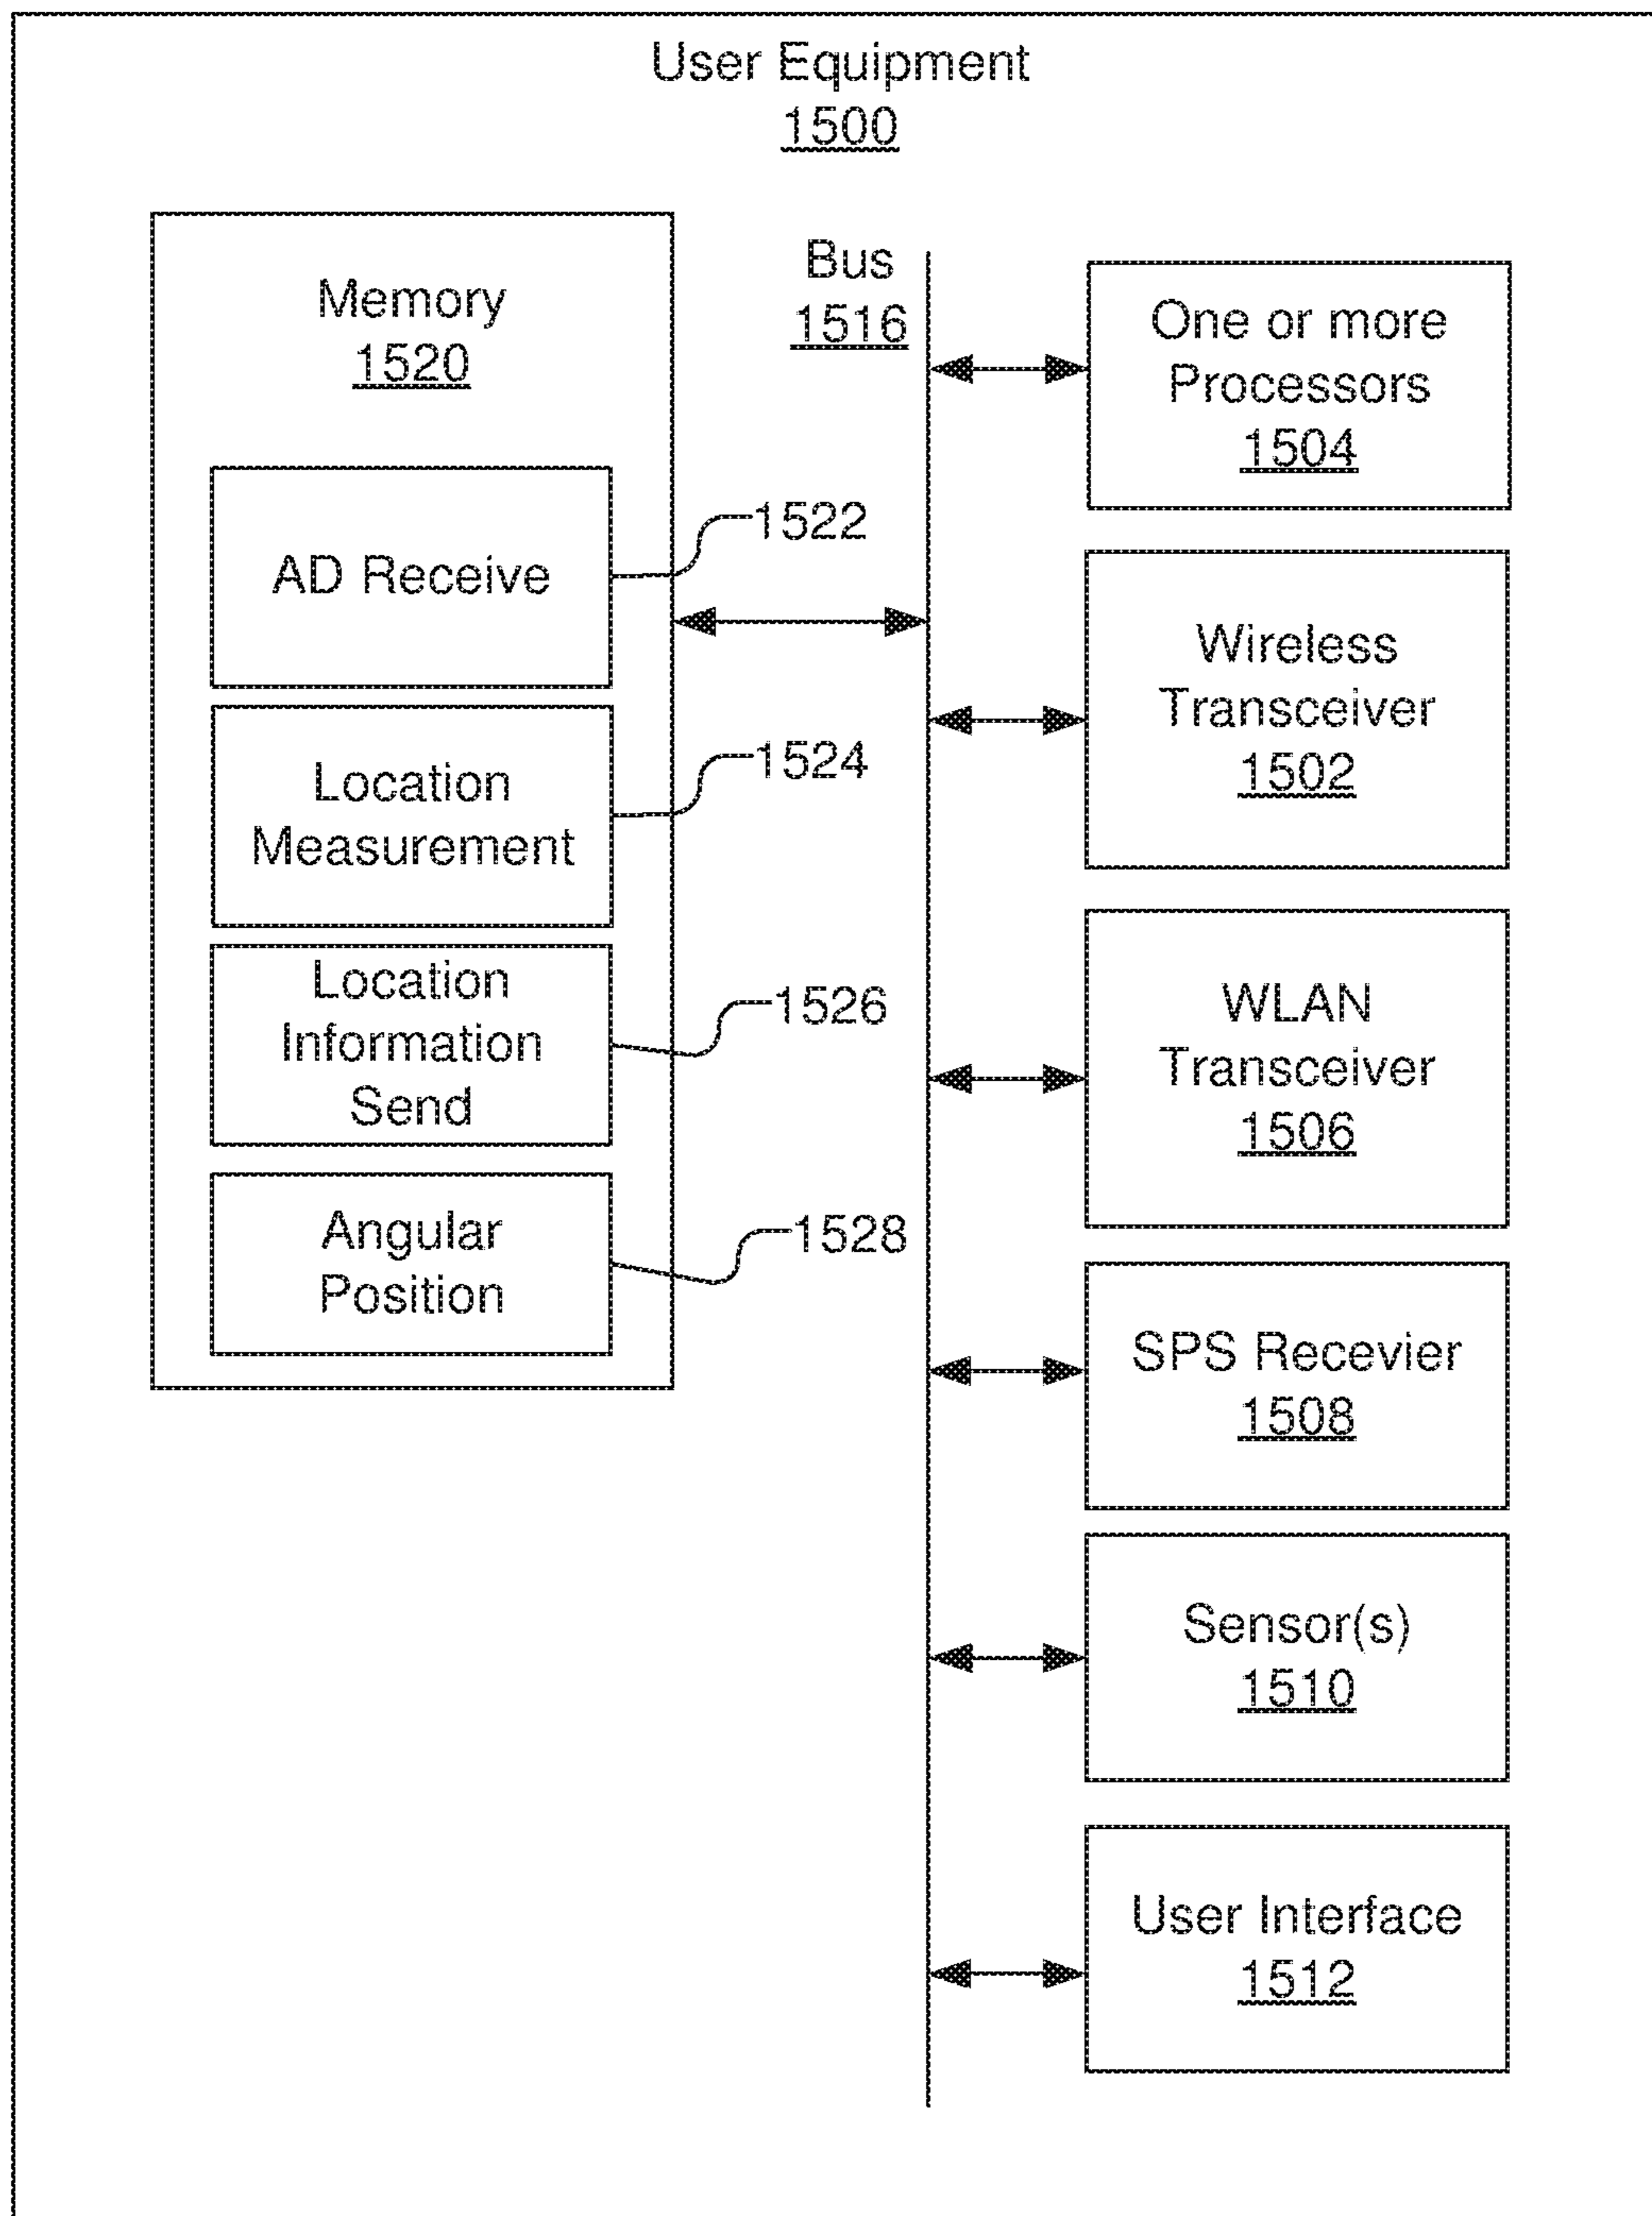 User Equipment
1500
Memory
1520
AD Receive
1522
Location
Measurement
1524
Location
Information
Send
1526
Angular
Position
1528
Bus
1516
One or more
Processors
1504
Wireless
Transceiver
1502
WLAN
Transceiver
1506
SPS Recevier
1508
Sensor(s)
1510
User Interface
1512